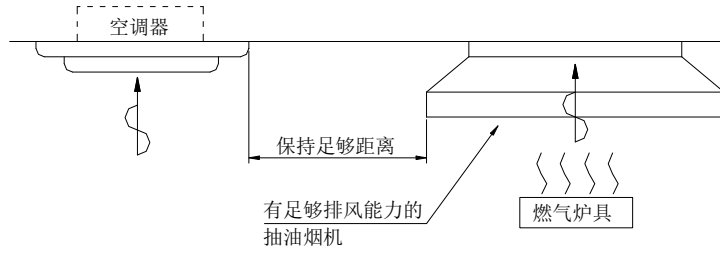 空调器
保持足够距离
有足够排风能力的
抽油烟机
燃气炉具